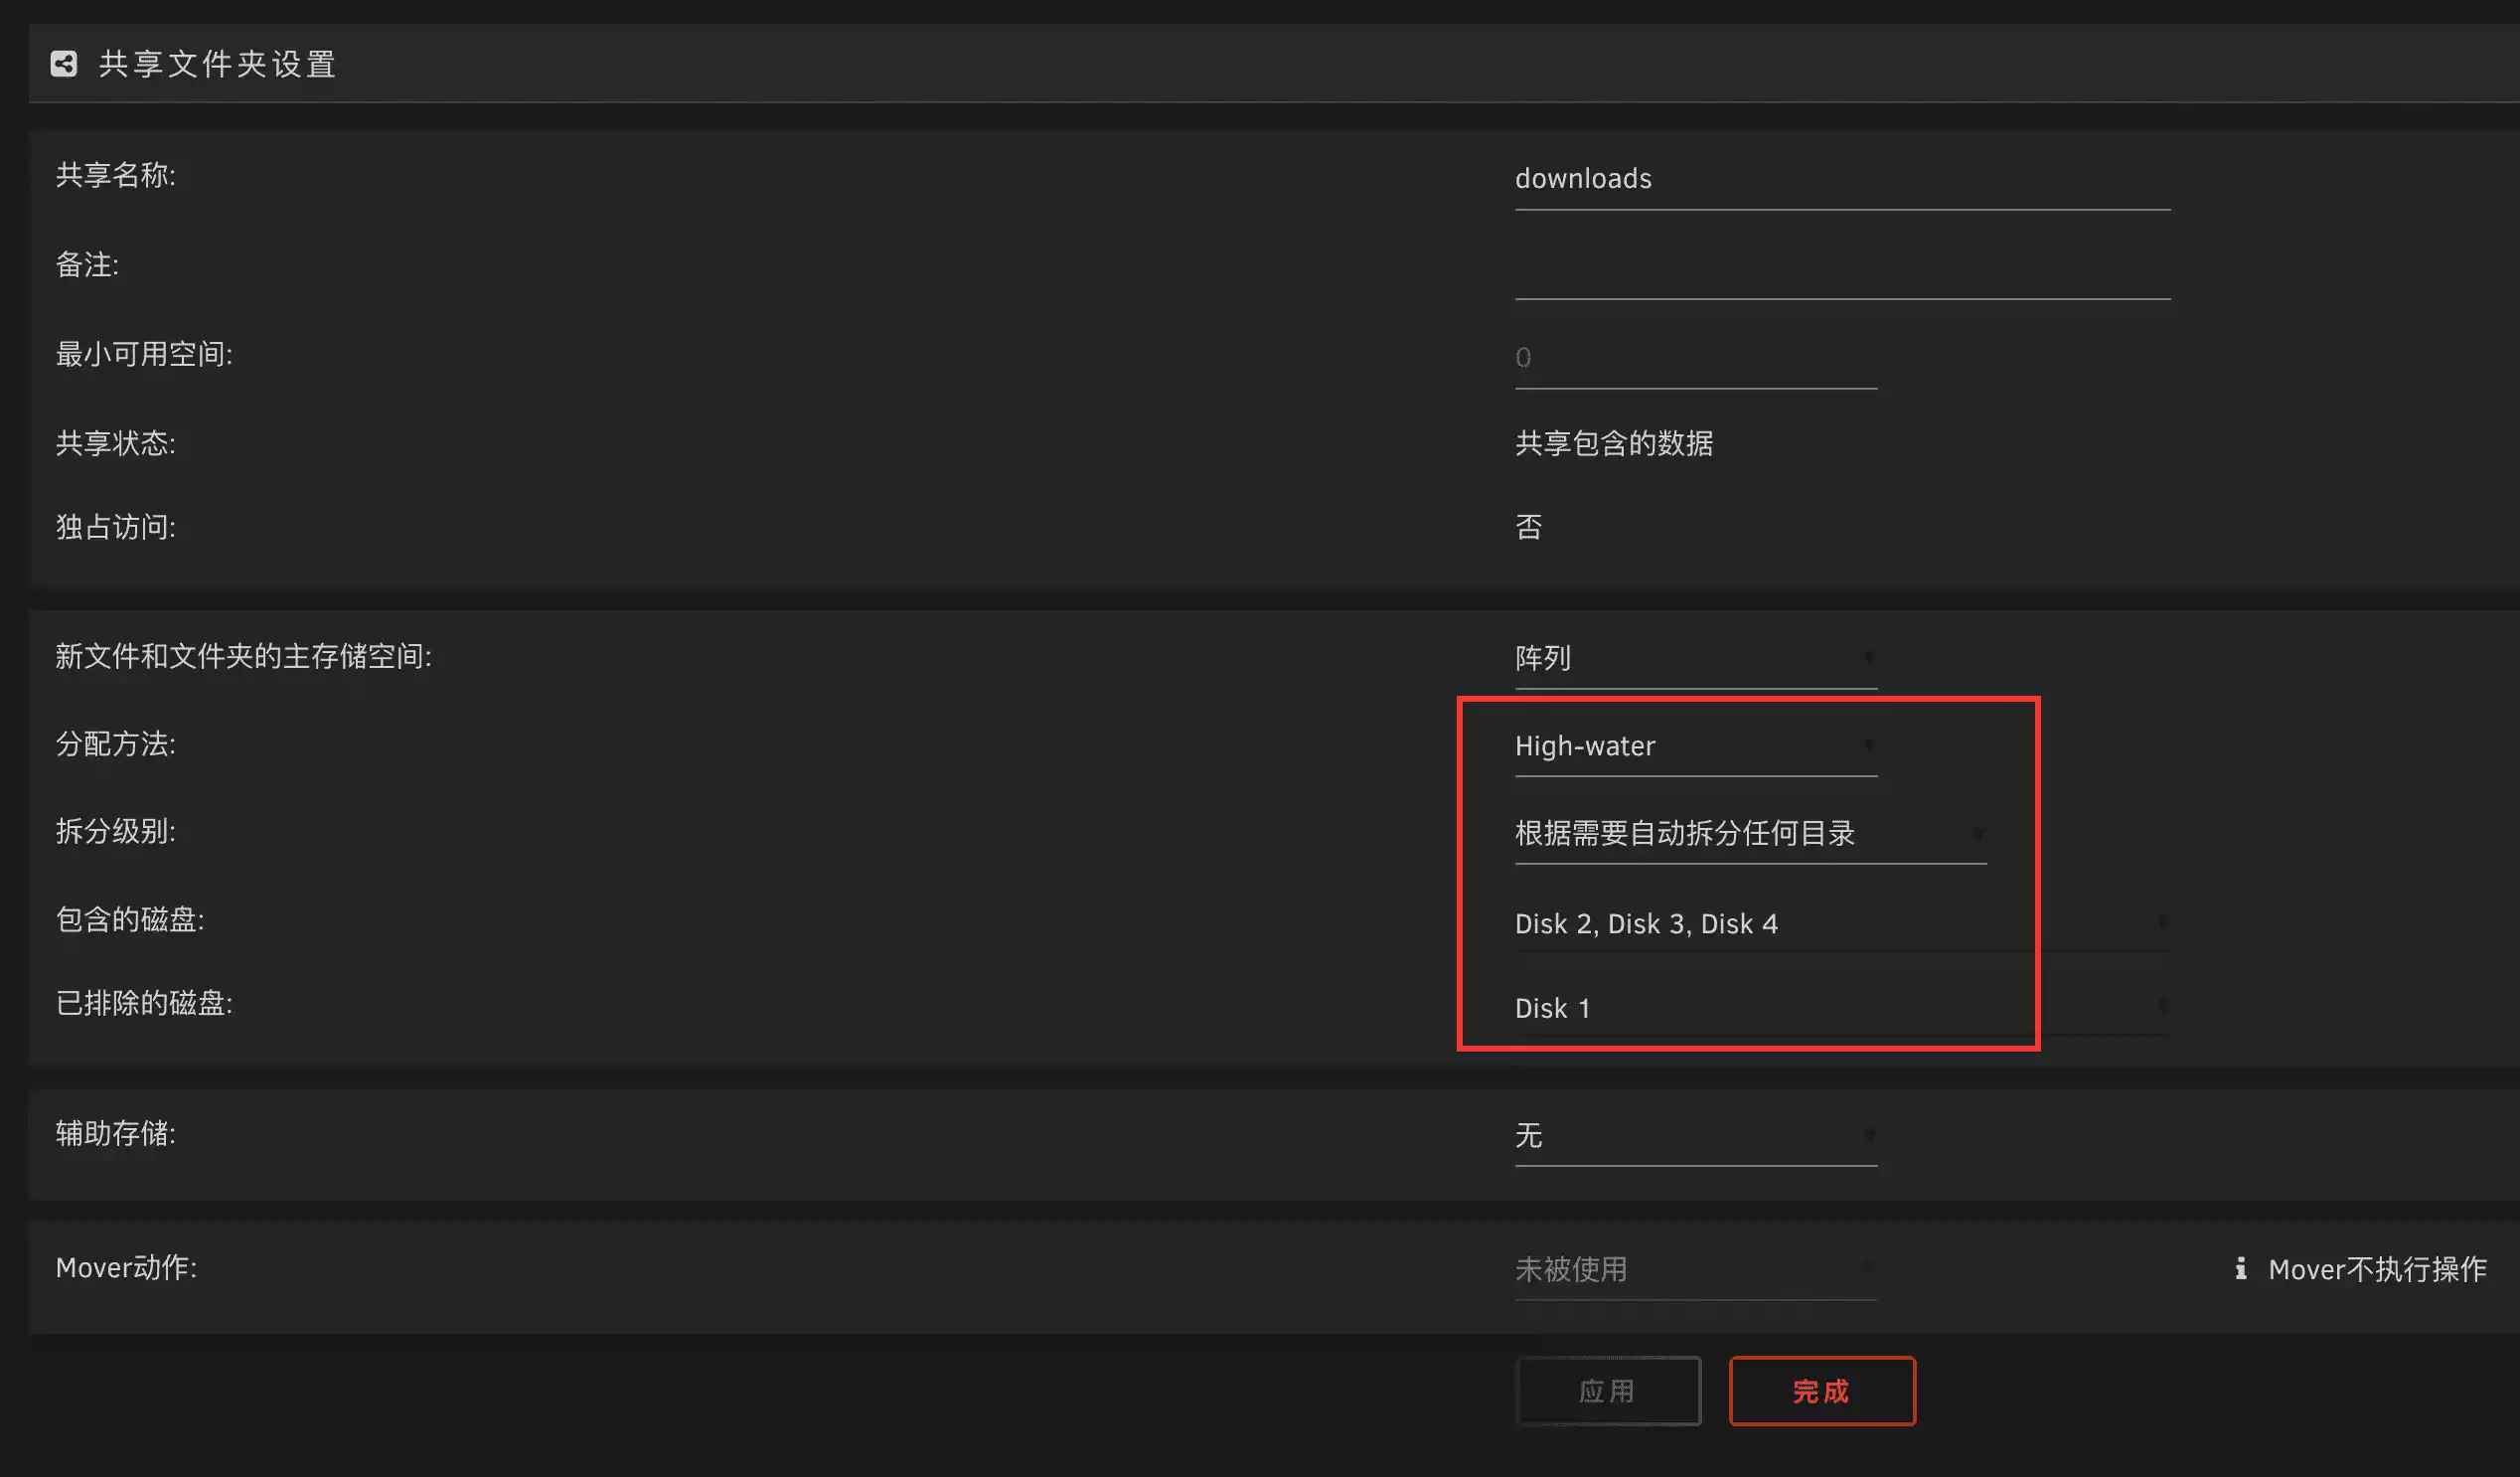 共享文件夹设置
共享名称: downloads
备注:
最小可用空间: 0
共享状态: 共享包含的数据
独占访问: 否
新文件和文件夹的主存储空间: 阵列
分配方法: High-water
拆分级别: 根据需要自动拆分任何目录
包含的磁盘: Disk 2, Disk 3, Disk 4
已排除的磁盘: Disk 1
辅助存储: 无
Mover动作: 未被使用 Mover不执行操作
应用 完成